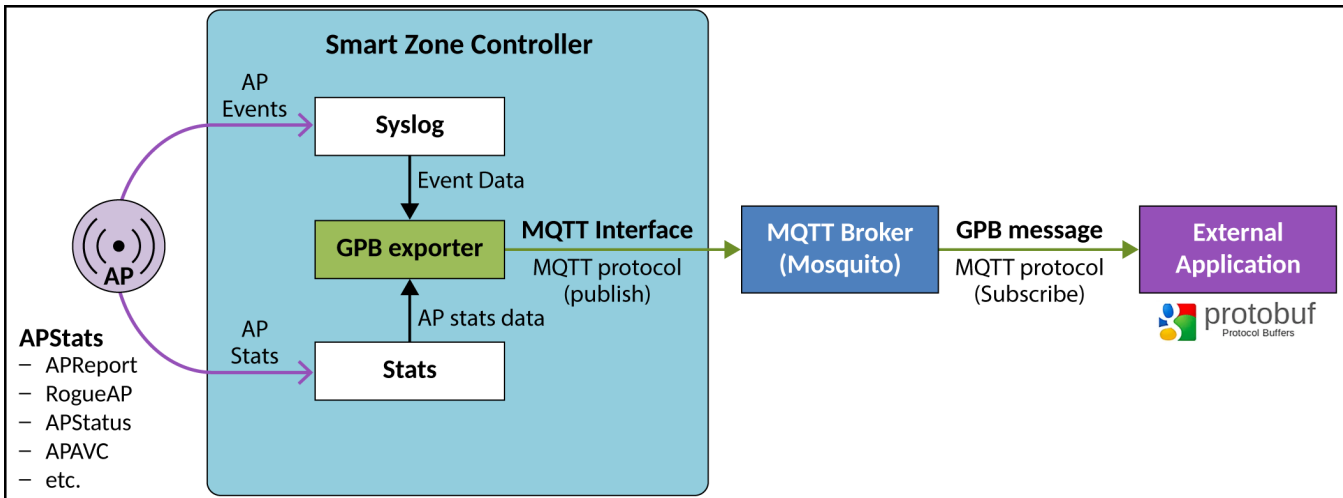 Smart Zone Controller
AP
Events
Syslog
Event Data
GPB exporter
AP stats data
Stats
AP
Stats
AP
APStats
– APReport
– RogueAP
– APStatus
– APAVC
– etc.
MQTT Interface
MQTT protocol
(publish)
MQTT Broker
(Mosquito)
GPB message
MQTT protocol
(Subscribe)
External
Application
protobuf
Protocol Buffers